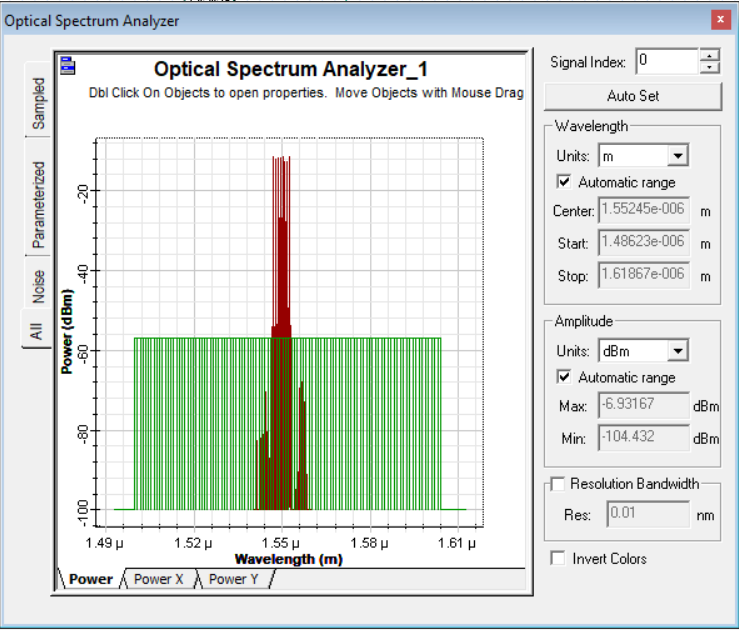 Optical Spectrum Analyzer
x
Sampled
Parameterized
Noise
All
Optical Spectrum Analyzer_1
Dbl Click On Objects to open properties.  Move Objects with Mouse Drag
Power (dBm)
-20
-40
-60
-80
-100
1.49 µ
1.52 µ
1.55 µ
1.58 µ
1.61 µ
Wavelength (m)
Power
Power X
Power Y
Signal Index: 0
Auto Set
Wavelength
Units: m
Automatic range
Center: 1.55245e-006 m
Start: 1.48623e-006 m
Stop: 1.61867e-006 m
Amplitude
Units: dBm
Automatic range
Max: -6.93167 dBm
Min: -104.432 dBm
Resolution Bandwidth
Res: 0.01 nm
Invert Colors